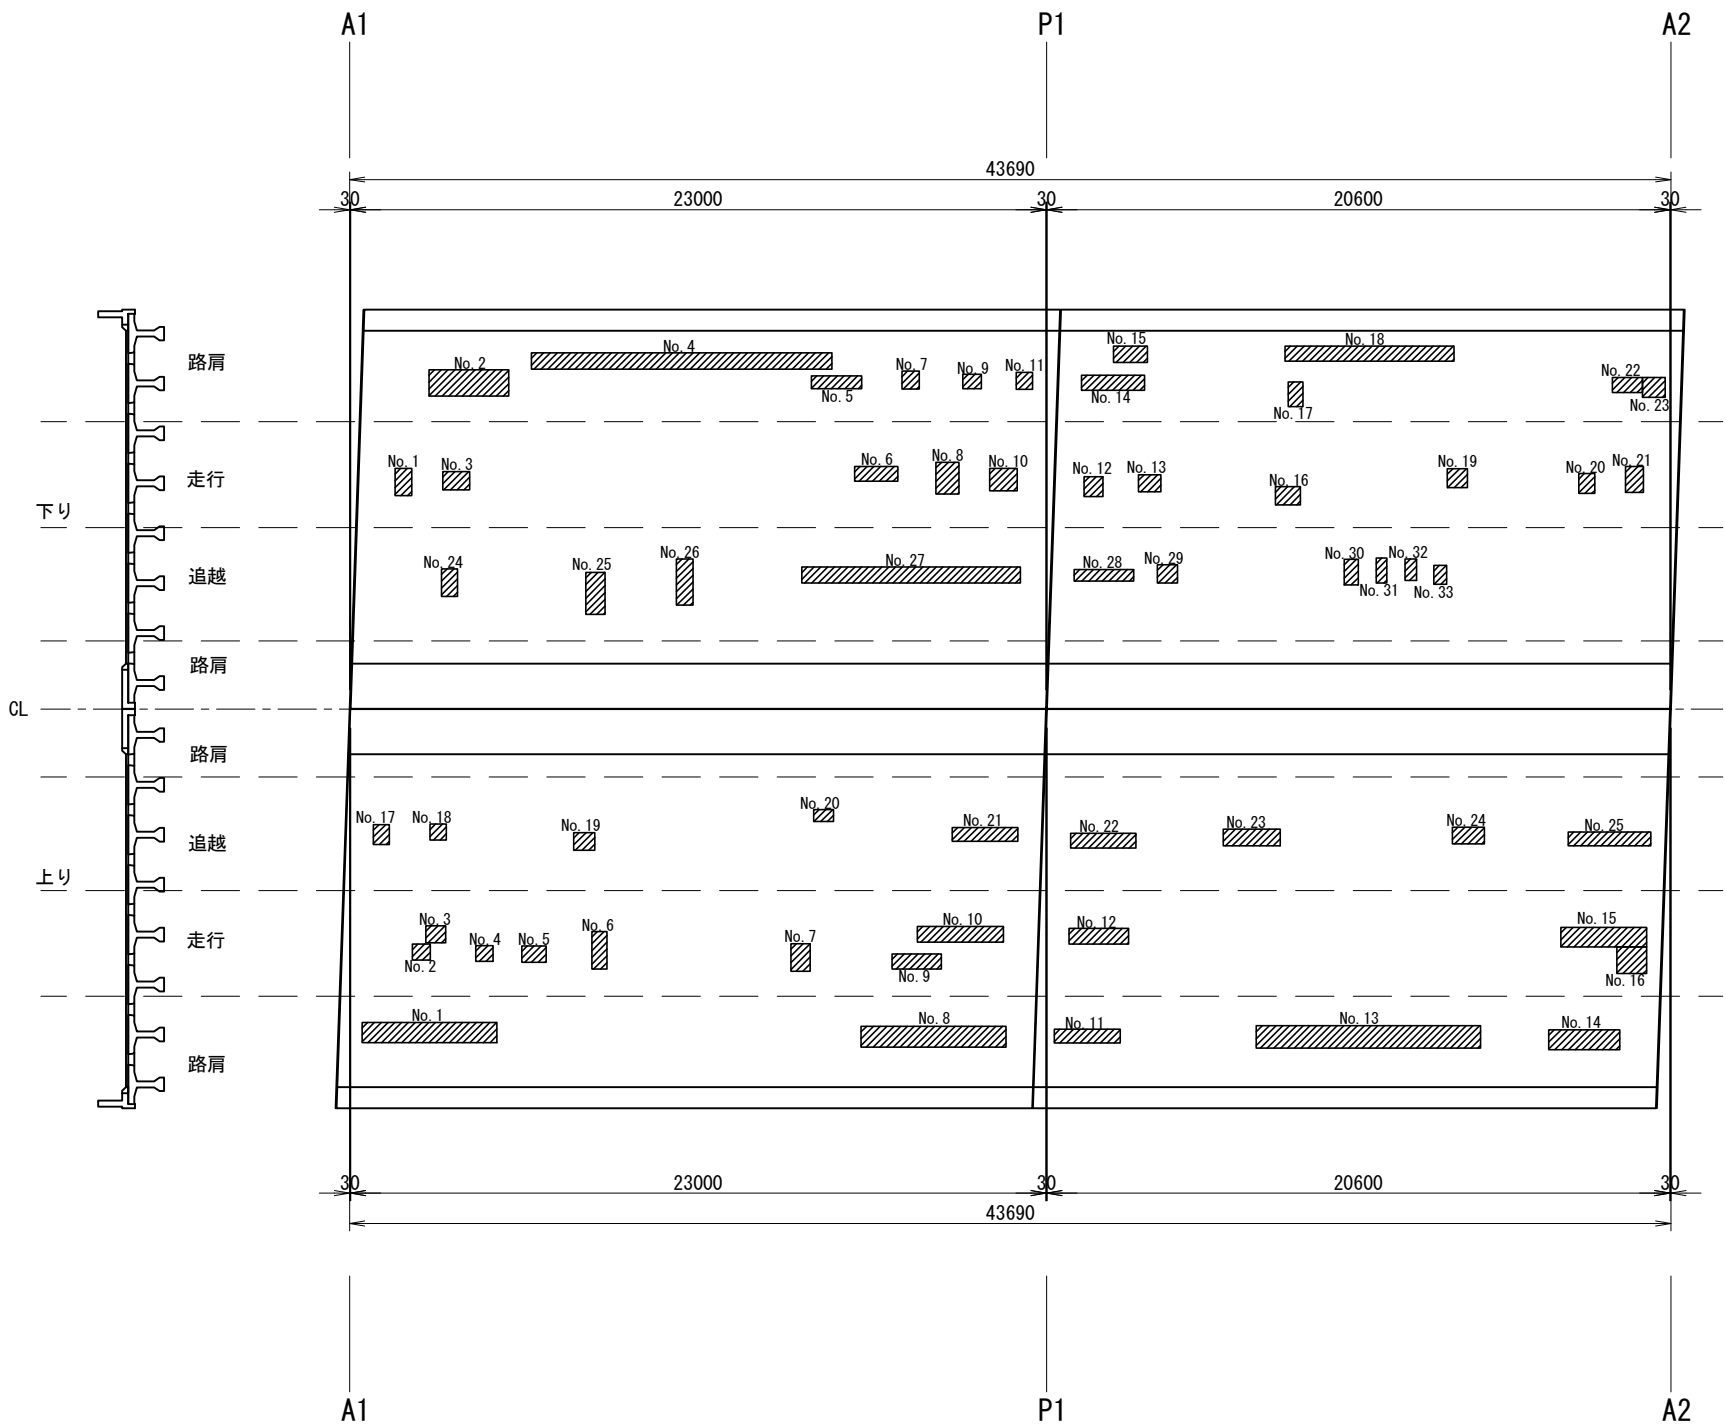 A1 P1 A2
43690
30 23000 30 20600 30
No. 15 No. 18
No. 4
No. 2 No. 7 No. 9 No. 11 No. 22
路肩
No. 5 No. 14 No. 17 No. 23
No. 1 No. 3 No. 6 No. 8 No. 10 No. 12 No. 13 No. 16 No. 19 No. 20 No. 21
走行
下り
No. 24 No. 25 No. 26 No. 27 No. 28 No. 29 No. 30 No. 32
追越
No. 31 No. 33
路肩
CL
路肩
No. 17 No. 18 No. 19 No. 20 No. 21 No. 22 No. 23 No. 24 No. 25
追越
上り
No. 3 No. 6 No. 10 No. 12 No. 15
走行
No. 4 No. 5 No. 7
No. 2 No. 9 No. 16
No. 1 No. 8 No. 11 No. 13 No. 14
路肩
30 23000 30 20600 30
43690
A1 P1 A2